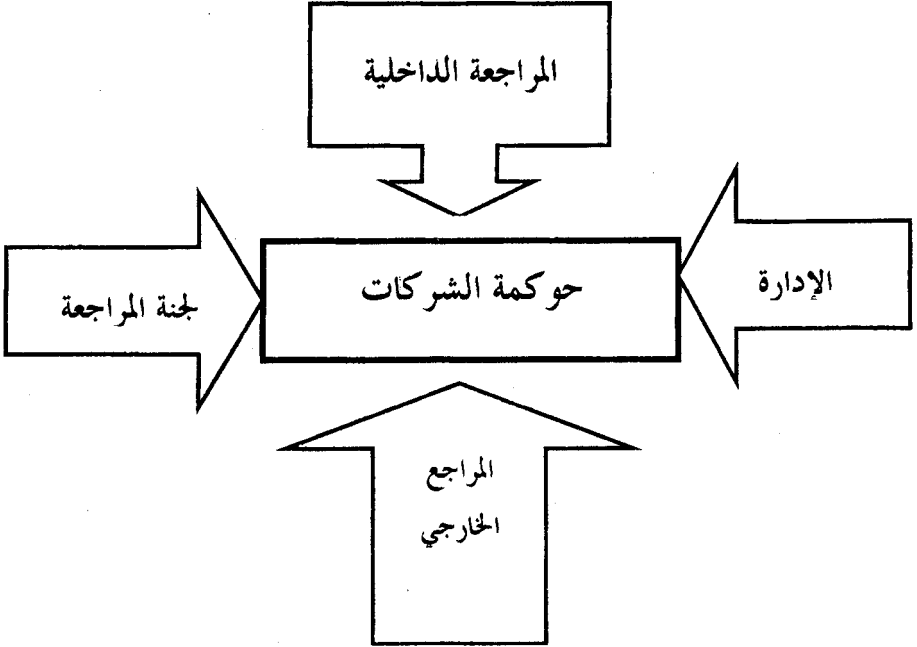 المراجعة الداخلية
الإدارة
حوكمة الشركات
لجنة المراجعة
المراجع
الخارجي